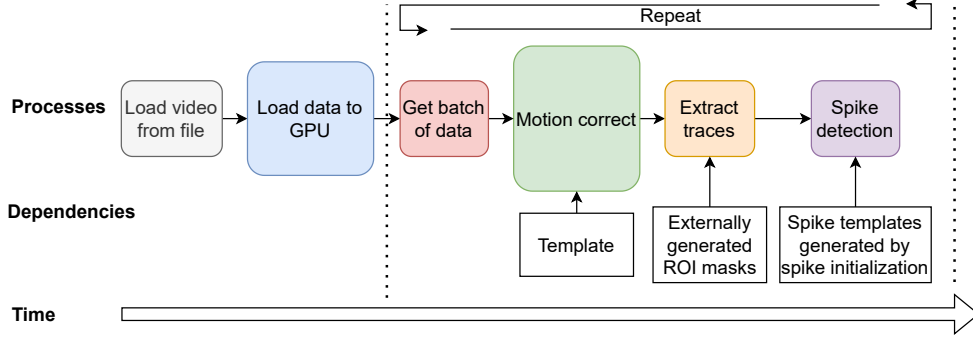 Repeat
Processes
Load video
from file
Load data to
GPU
Get batch
of data
Motion correct
Extract
traces
Spike
detection
Dependencies
Template
Externally
generated
ROI masks
Spike templates
generated by
spike initialization
Time